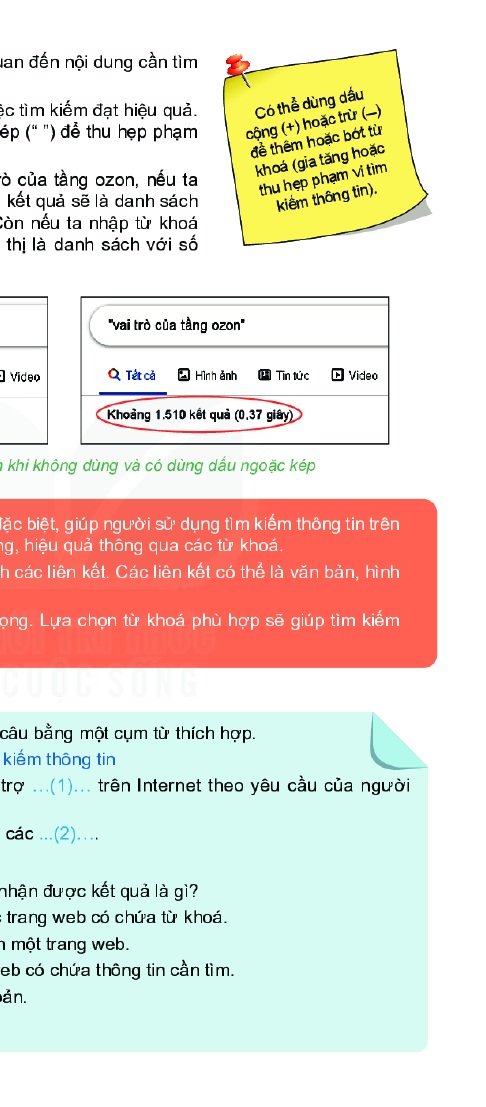 uan đến nội dung cần tìm
ệc tìm kiếm đạt hiệu quả.
ép (“ ”) để thu hẹp phạm
rò của tầng ozon, nếu ta
kết quả sẽ là danh sách
Còn nếu ta nhập từ khoá
thị là danh sách với số
Có thể dùng dấu
cộng (+) hoặc trừ (–)
để thêm hoặc bớt từ
khoá (gia tăng hoặc
thu hẹp phạm vi tìm
kiếm thông tin).
Video
"vai trò của tầng ozon"
Tất cả Hình ảnh Tin tức Video
Khoảng 1.510 kết quả (0,37 giây)
khi không dùng và có dùng dấu ngoặc kép
đặc biệt, giúp người sử dụng tìm kiếm thông tin trên
ng, hiệu quả thông qua các từ khoá.
h các liên kết. Các liên kết có thể là văn bản, hình
ọng. Lựa chọn từ khoá phù hợp sẽ giúp tìm kiếm
CUỘC SỐNG
câu bằng một cụm từ thích hợp.
kiếm thông tin
trợ ...(1)... trên Internet theo yêu cầu của người
các ...(2)....
nhận được kết quả là gì?
trang web có chứa từ khoá.
một trang web.
eb có chứa thông tin cần tìm.
bản.